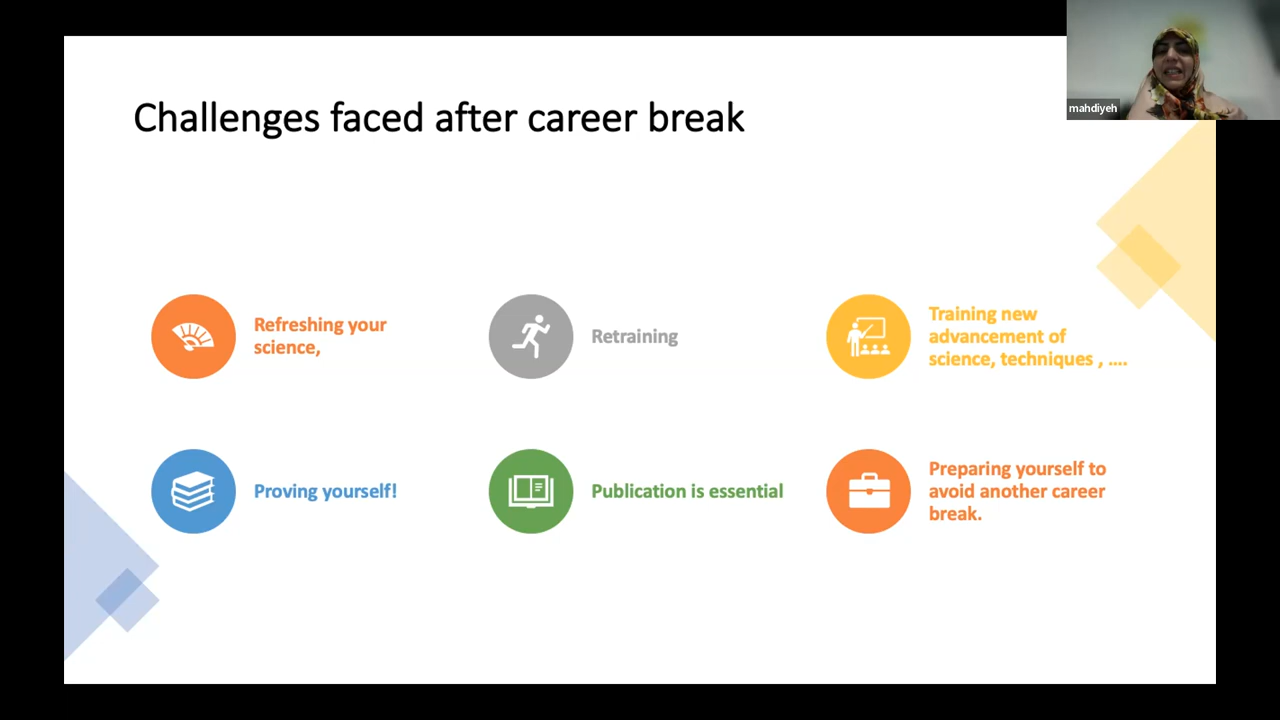 mahdiyeh
Challenges faced after career break
Refreshing your
science,
Retraining
Training new
advancement of
science, techniques , ....
Proving yourself!
Publication is essential
Preparing yourself to
avoid another career
break.